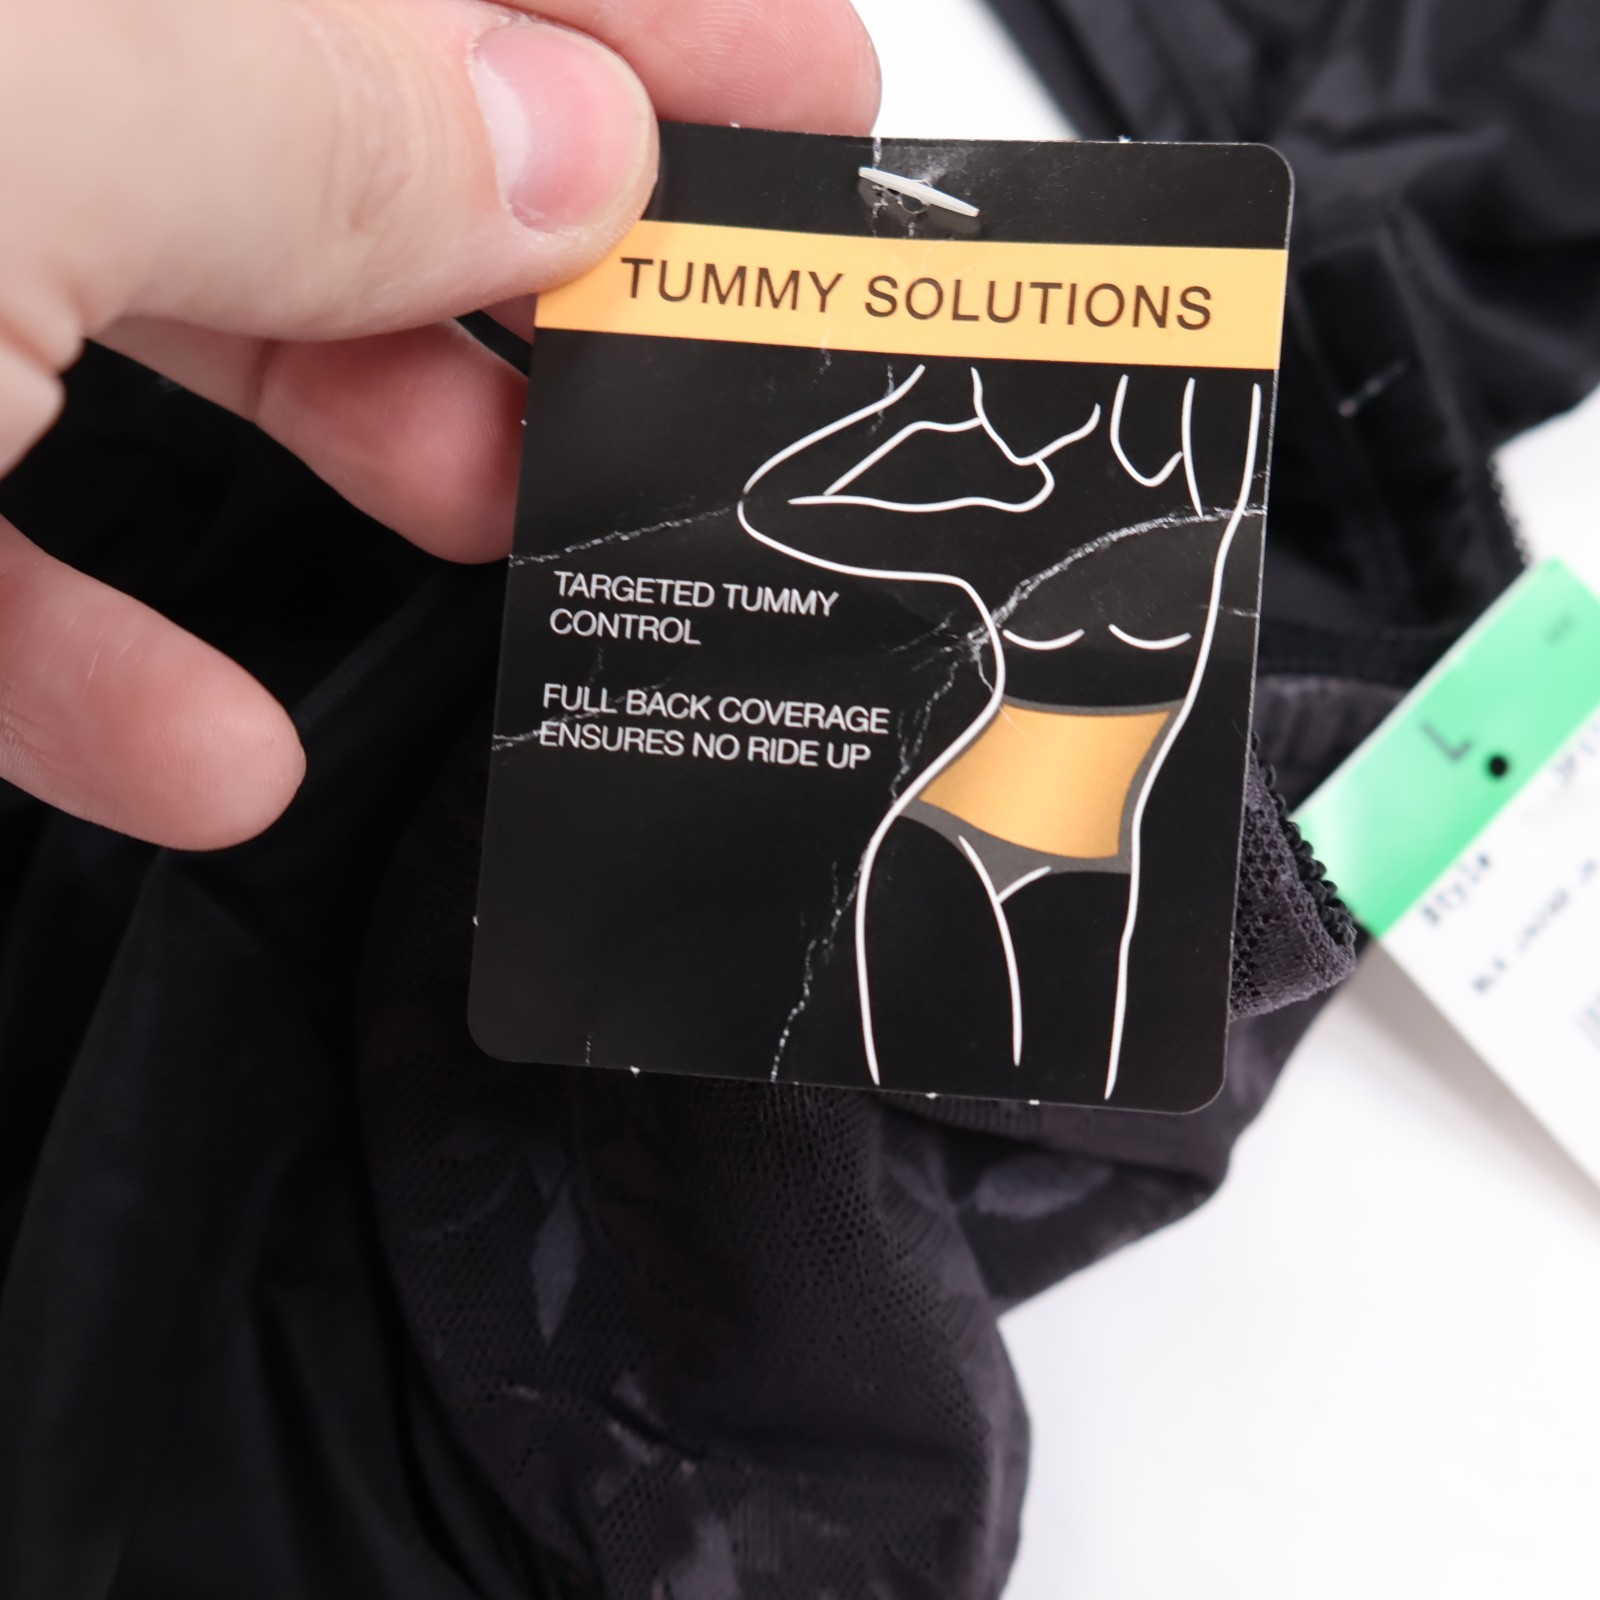 TUMMY SOLUTIONS
TARGETED TUMMY
CONTROL
FULL BACK COVERAGE
ENSURES NO RIDE UP
L
Style